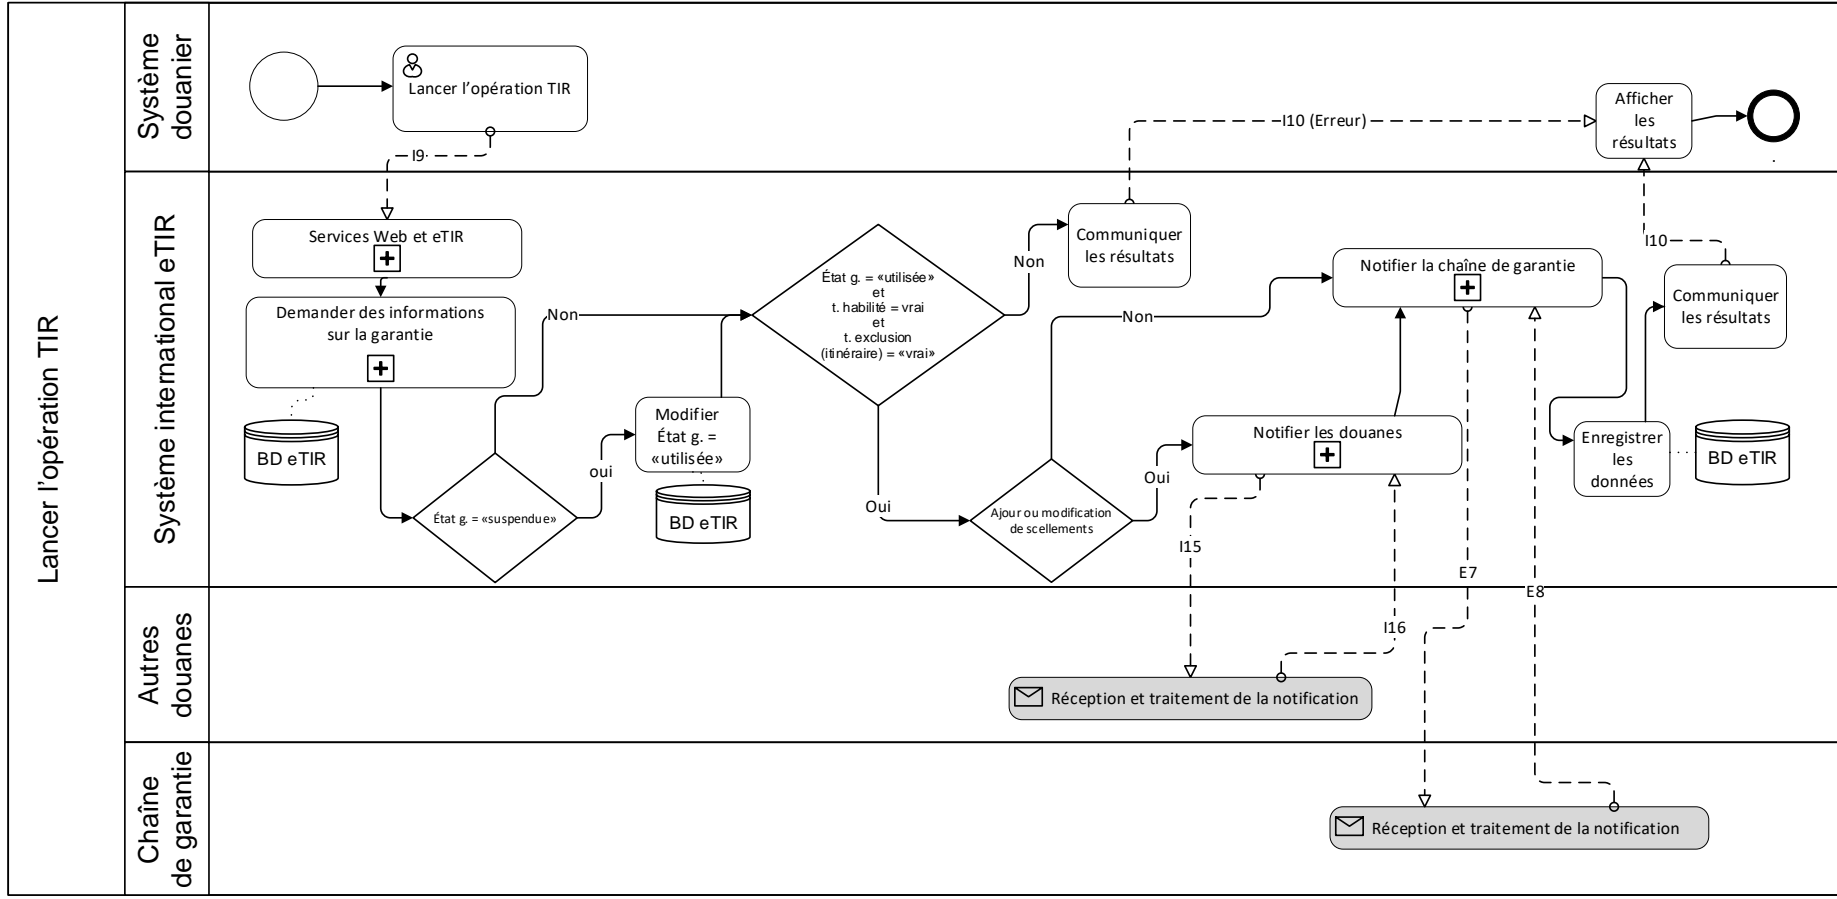 Lancer l'opération TIR
Système
douanier
Lancer l'opération TIR
I9
I10 (Erreur)
Afficher
les
résultats
.
Système international eTIR
Services Web et eTIR
Demander des informations
sur la garantie
BD eTIR
État g. = «suspendue»
Non
oui
Modifier
État g. =
«utilisée»
BD eTIR
État g. = «utilisée»
et
t. habilité = vrai
et
t. exclusion
(itinéraire) = «vrai»
Non
Communiquer
les résultats
Oui
Ajour ou modification
de scellements
Non
Oui
Notifier les douanes
Notifier la chaîne de garantie
Enregistrer
les
données
BD eTIR
Communiquer
les résultats
I10
I15
I16
E7
E8
Autres
douanes
Réception et traitement de la notification
Chaîne
de garantie
Réception et traitement de la notification